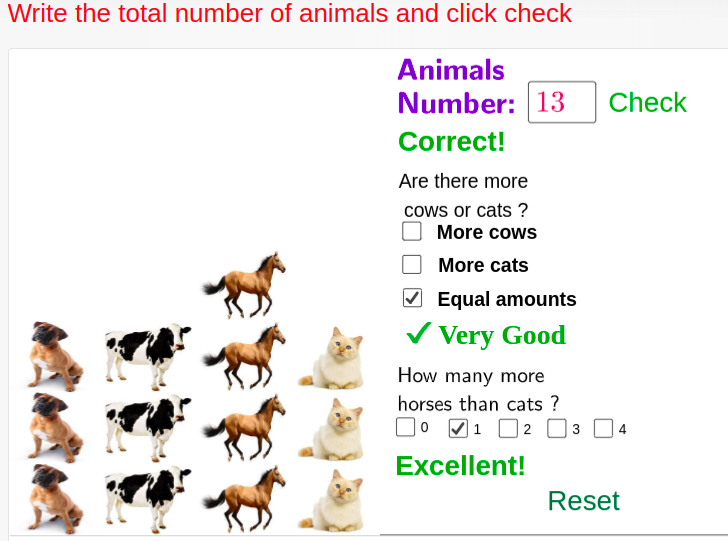 Write the total number of animals and click check
Animals
Number: 13 Check
Correct!
Are there more
cows or cats ?
More cows
More cats
Equal amounts
Very Good
How many more
horses than cats ?
0 1 2 3 4
Excellent!
Reset